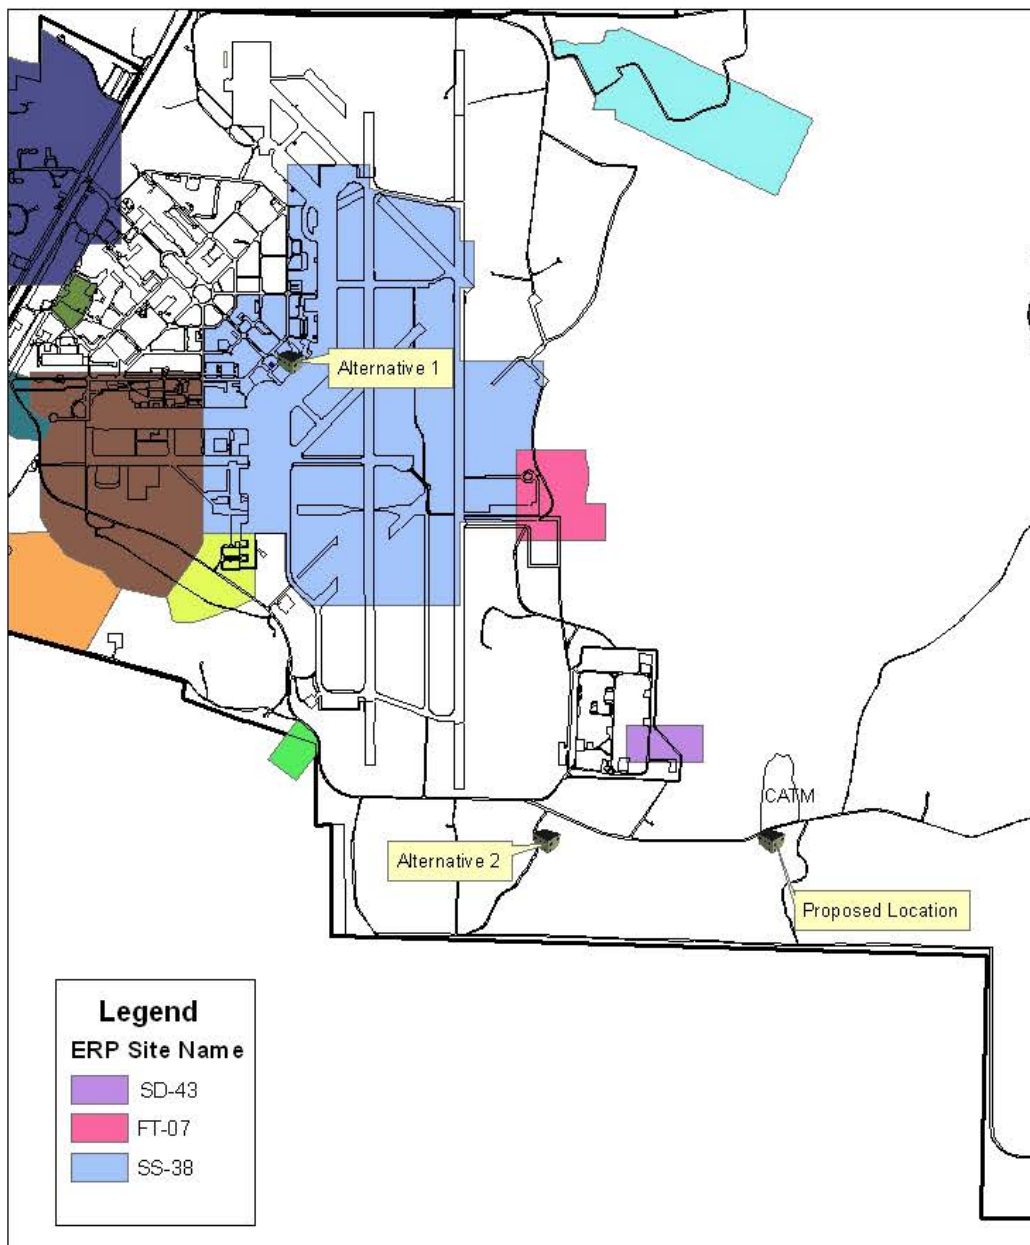 Alternative 1
CATM
Alternative 2
Proposed Location
Legend
ERP Site Name
SD-43
FT-07
SS-38